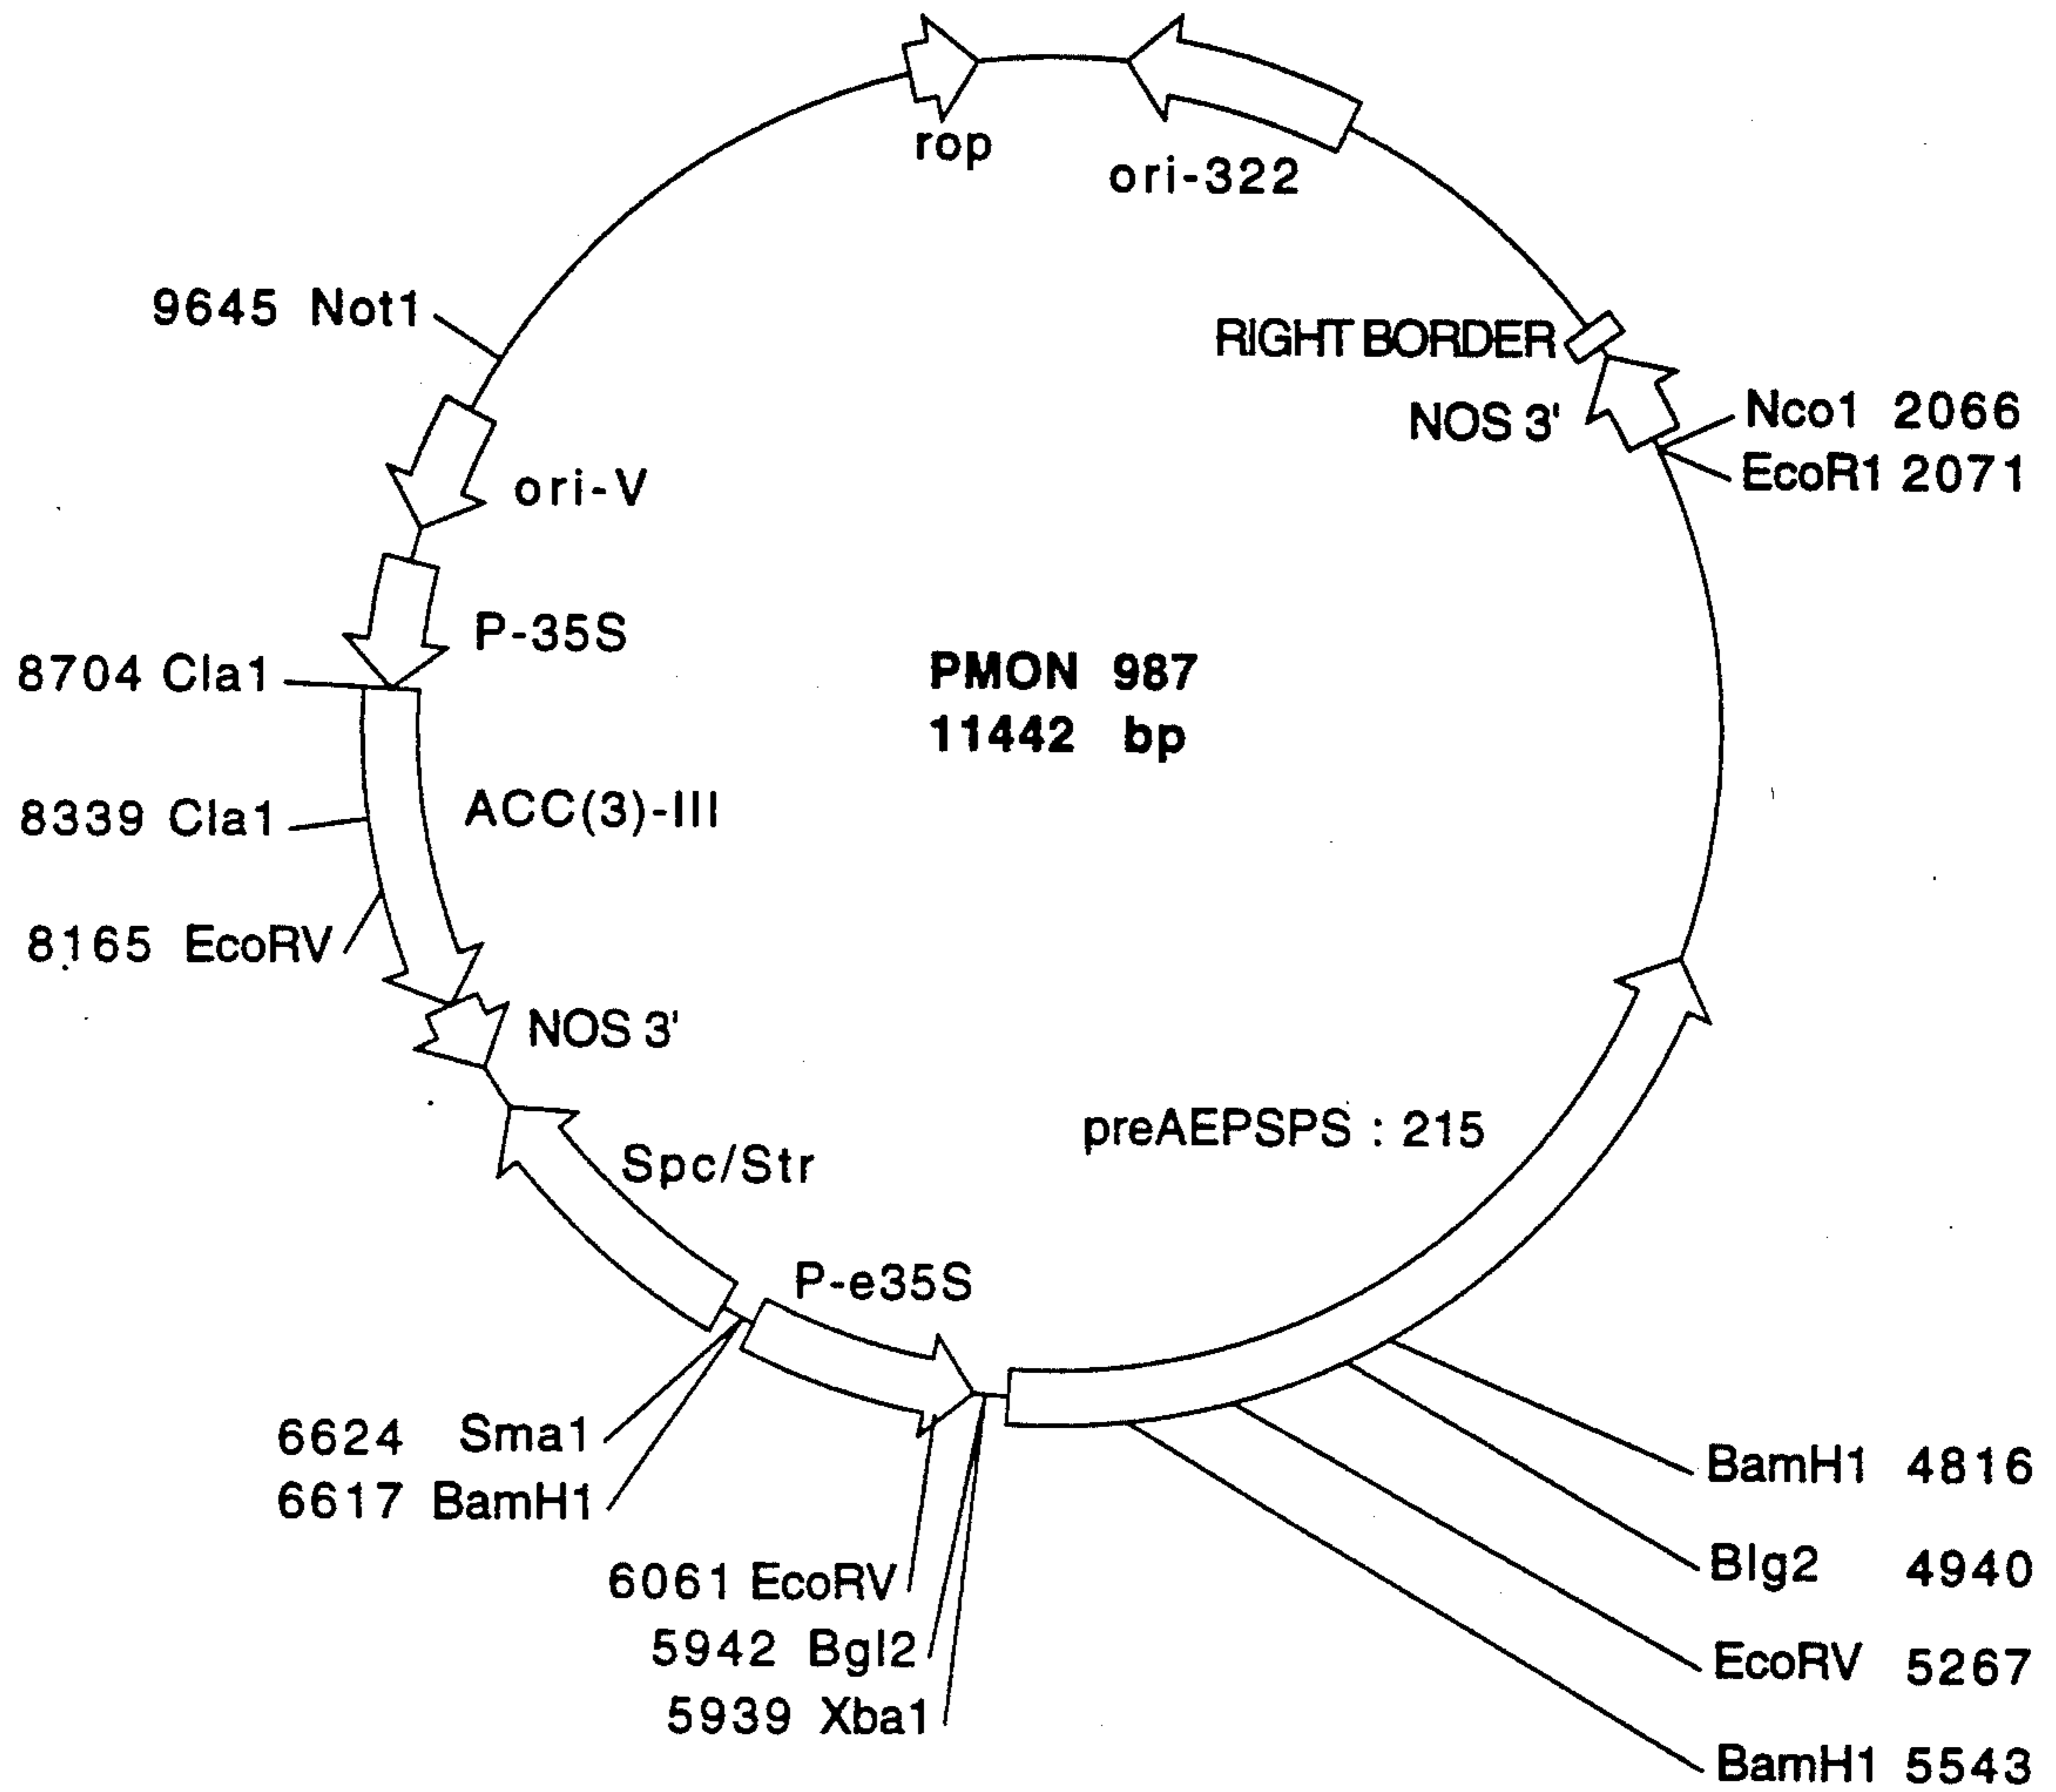 rop
ori-322
9645 Not1
RIGHT BORDER
NOS 3'
Nco1 2066
EcoR1 2071
ori-V
P-35S
8704 Cla1
PMON 987
11442 bp
ACC(3)-III
8339 Cla1
8165 EcoRV
NOS 3'
preAEPSPS : 215
Spc/Str
P-e35S
6624 Sma1
6617 BamH1
6061 EcoRV
5942 Bgl2
5939 Xba1
BamH1 4816
Blg2 4940
EcoRV 5267
BamH1 5543